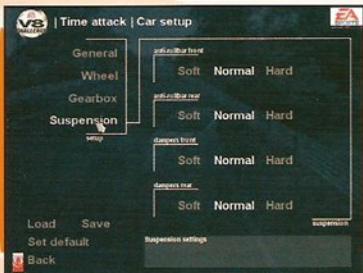 V8
CHALLENGE
| Time attack | Car setup
EA
General
Wheel
Gearbox
Suspension
setup
anti-rollbar front
Soft Normal Hard
anti-rollbar rear
Soft Normal Hard
dampers front
Soft Normal Hard
dampers rear
Soft Normal Hard
suspension
Load Save
Set default
Back
Suspension settings